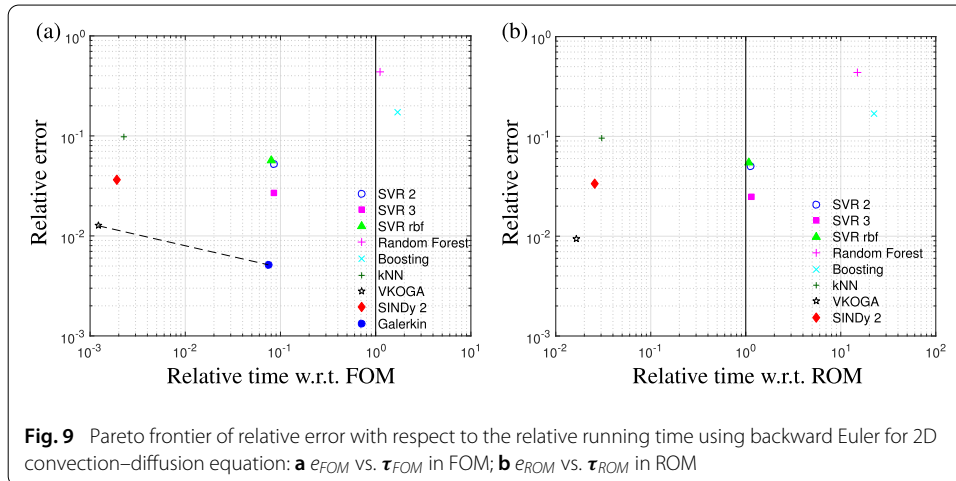 (a)
10^0
10^-1
10^-2
10^-3
Relative error
SVR 2
SVR 3
SVR rbf
Random Forest
Boosting
kNN
VKOGA
SINDy 2
Galerkin
10^-3 10^-2 10^-1 10^0 10^1
Relative time w.r.t. FOM
(b)
10^0
10^-1
10^-2
10^-3
Relative error
SVR 2
SVR 3
SVR rbf
Random Forest
Boosting
kNN
VKOGA
SINDy 2
10^-2 10^-1 10^0 10^1 10^2
Relative time w.r.t. ROM
Fig. 9 Pareto frontier of relative error with respect to the relative running time using backward Euler for 2D
convection–diffusion equation: a e_FOM vs. τ_FOM in FOM; b e_ROM vs. τ_ROM in ROM